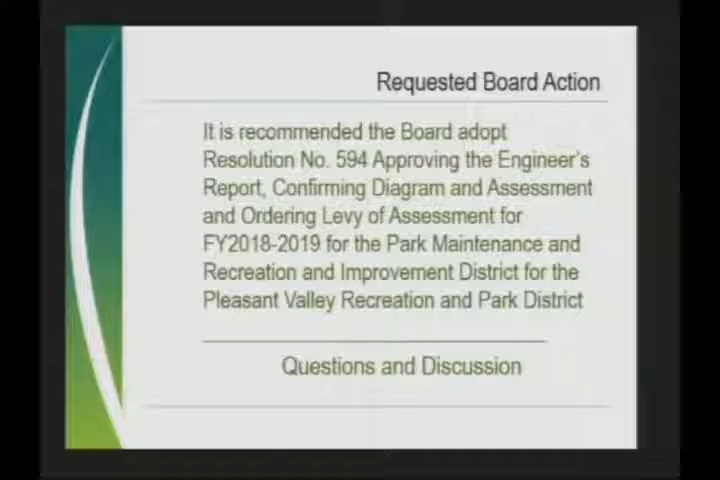 Requested Board Action
It is recommended the Board adopt
Resolution No. 594 Approving the Engineer's
Report, Confirming Diagram and Assessment
and Ordering Levy of Assessment for
FY2018-2019 for the Park Maintenance and
Recreation and Improvement District for the
Pleasant Valley Recreation and Park District
Questions and Discussion